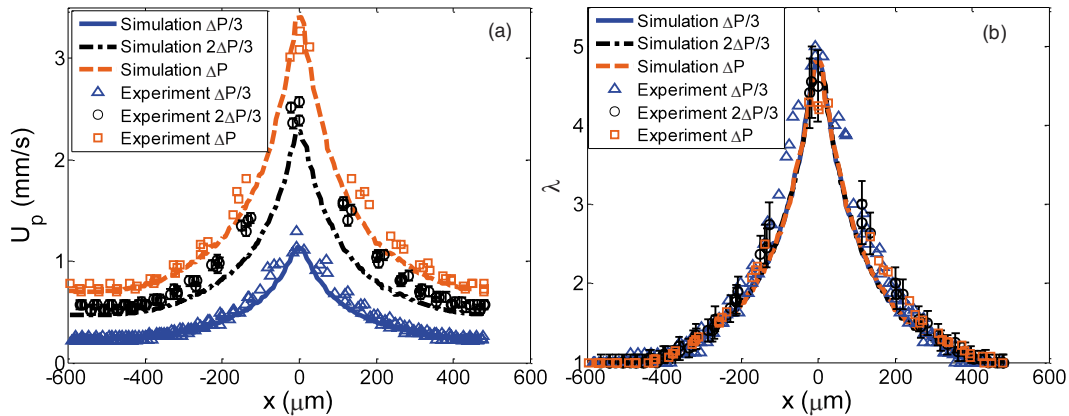 (a)
Simulation ΔP/3
Simulation 2ΔP/3
Simulation ΔP
Experiment ΔP/3
Experiment 2ΔP/3
Experiment ΔP
U_p (mm/s)
3
2
1
0
-600 -400 -200 0 200 400 600
x (μm)
(b)
Simulation ΔP/3
Simulation 2ΔP/3
Simulation ΔP
Experiment ΔP/3
Experiment 2ΔP/3
Experiment ΔP
λ
5
4
3
2
1
-600 -400 -200 0 200 400 600
x (μm)